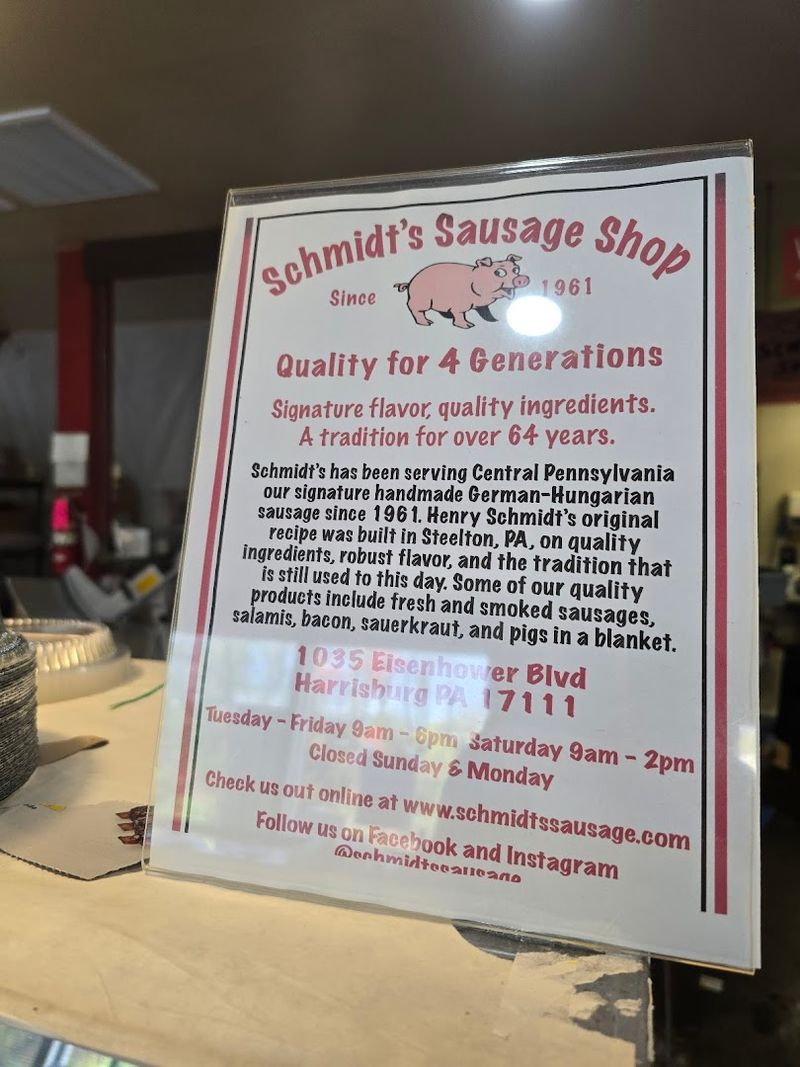 Schmidt's Sausage Shop
Since 1961
Quality for 4 Generations
Signature flavor, quality ingredients.
A tradition for over 64 years.
Schmidt's has been serving Central Pennsylvania
our signature handmade German-Hungarian
sausage since 1961. Henry Schmidt's original
recipe was built in Steelton, PA, on quality
ingredients, robust flavor, and the tradition that
is still used to this day. Some of our quality
products include fresh and smoked sausages,
salamis, bacon, sauerkraut, and pigs in a blanket.
1035 Eisenhower Blvd
Harrisburg PA 17111
Tuesday - Friday 9am - 6pm Saturday 9am - 2pm
Closed Sunday & Monday
Check us out online at www.schmidtssausage.com
Follow us on Facebook and Instagram
@schmidtssausage